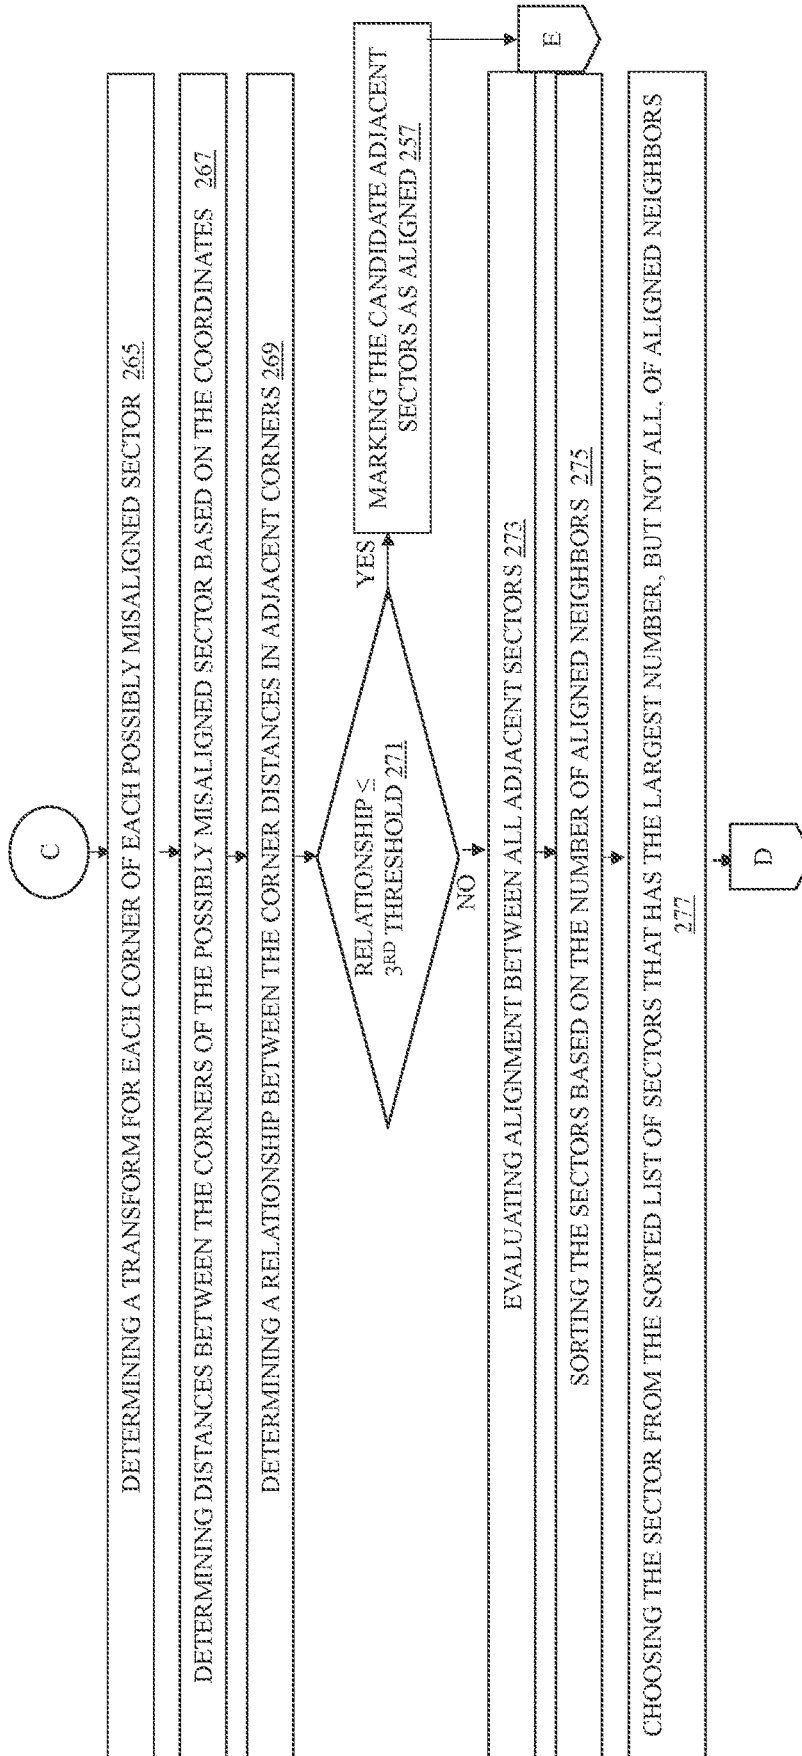 C
DETERMINING A TRANSFORM FOR EACH CORNER OF EACH POSSIBLY MISALIGNED SECTOR 265
DETERMINING DISTANCES BETWEEN THE CORNERS OF THE POSSIBLY MISALIGNED SECTOR BASED ON THE COORDINATES 267
DETERMINING A RELATIONSHIP BETWEEN THE CORNER DISTANCES IN ADJACENT CORNERS 269
RELATIONSHIP ≤
3RD THRESHOLD 271
YES
MARKING THE CANDIDATE ADJACENT
SECTORS AS ALIGNED 257
E
NO
EVALUATING ALIGNMENT BETWEEN ALL ADJACENT SECTORS 273
SORTING THE SECTORS BASED ON THE NUMBER OF ALIGNED NEIGHBORS 275
CHOOSING THE SECTOR FROM THE SORTED LIST OF SECTORS THAT HAS THE LARGEST NUMBER, BUT NOT ALL, OF ALIGNED NEIGHBORS
277
D